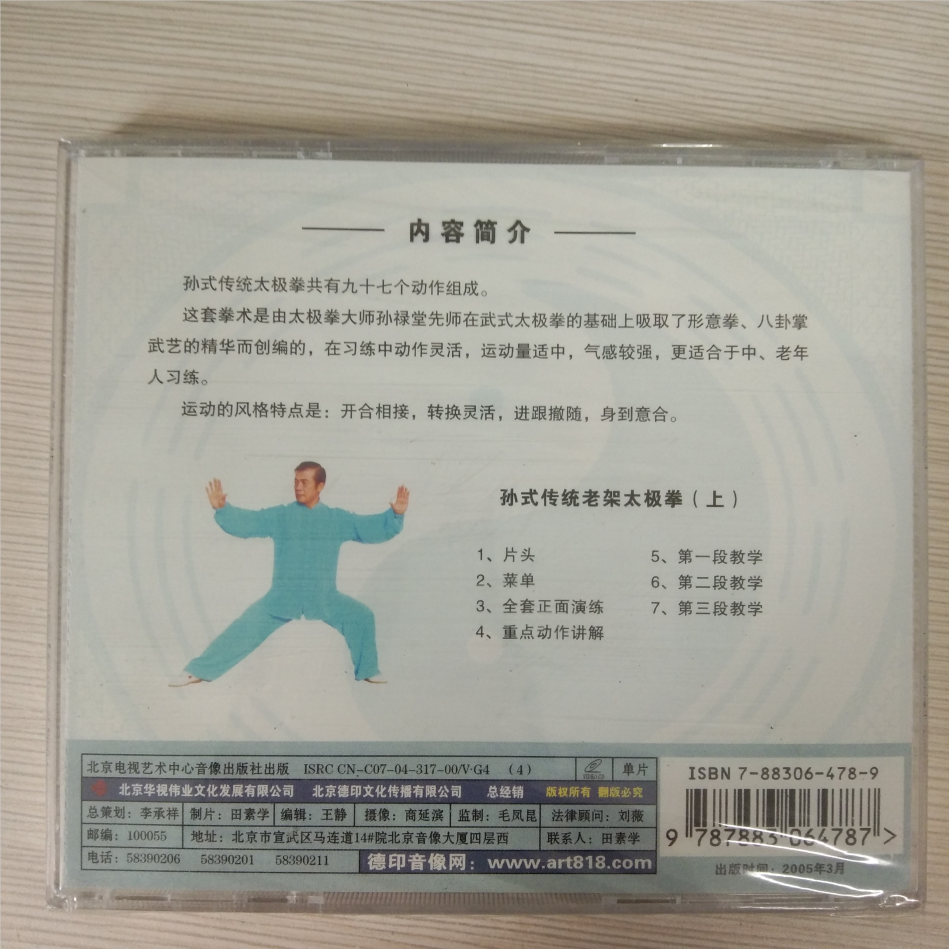 内容简介
孙式传统太极拳共有九十七个动作组成。
这套拳术是由太极拳大师孙禄堂先师在武式太极拳的基础上吸取了形意拳、八卦掌
武艺的精华而创编的，在习练中动作灵活，运动量适中，气感较强，更适合于中、老年
人习练。
运动的风格特点是：开合相接，转换灵活，进跟撤随，身到意合。
孙式传统老架太极拳（上）
1、片头
2、菜单
3、全套正面演练
4、重点动作讲解
5、第一段教学
6、第二段教学
7、第三段教学
北京电视艺术中心音像出版社出版 ISRC CN-C07-04-317-00/V·G4 （4） 单片
北京华视伟业文化发展有限公司 北京德印文化传播有限公司 总经销 版权所有 翻版必究
总策划：李承祥 制片：田素学 编辑：王静 摄像：商延滨 监制：毛凤昆 法律顾问：刘薇
邮编：100055 地址：北京市宣武区马连道14#院北京音像大厦四层西 联系人：田素学
电话：58390206 58390201 58390211 德印音像网：www.art818.com
ISBN 7-88306-478-9
9 787883 064787 >
出版时间：2005年3月